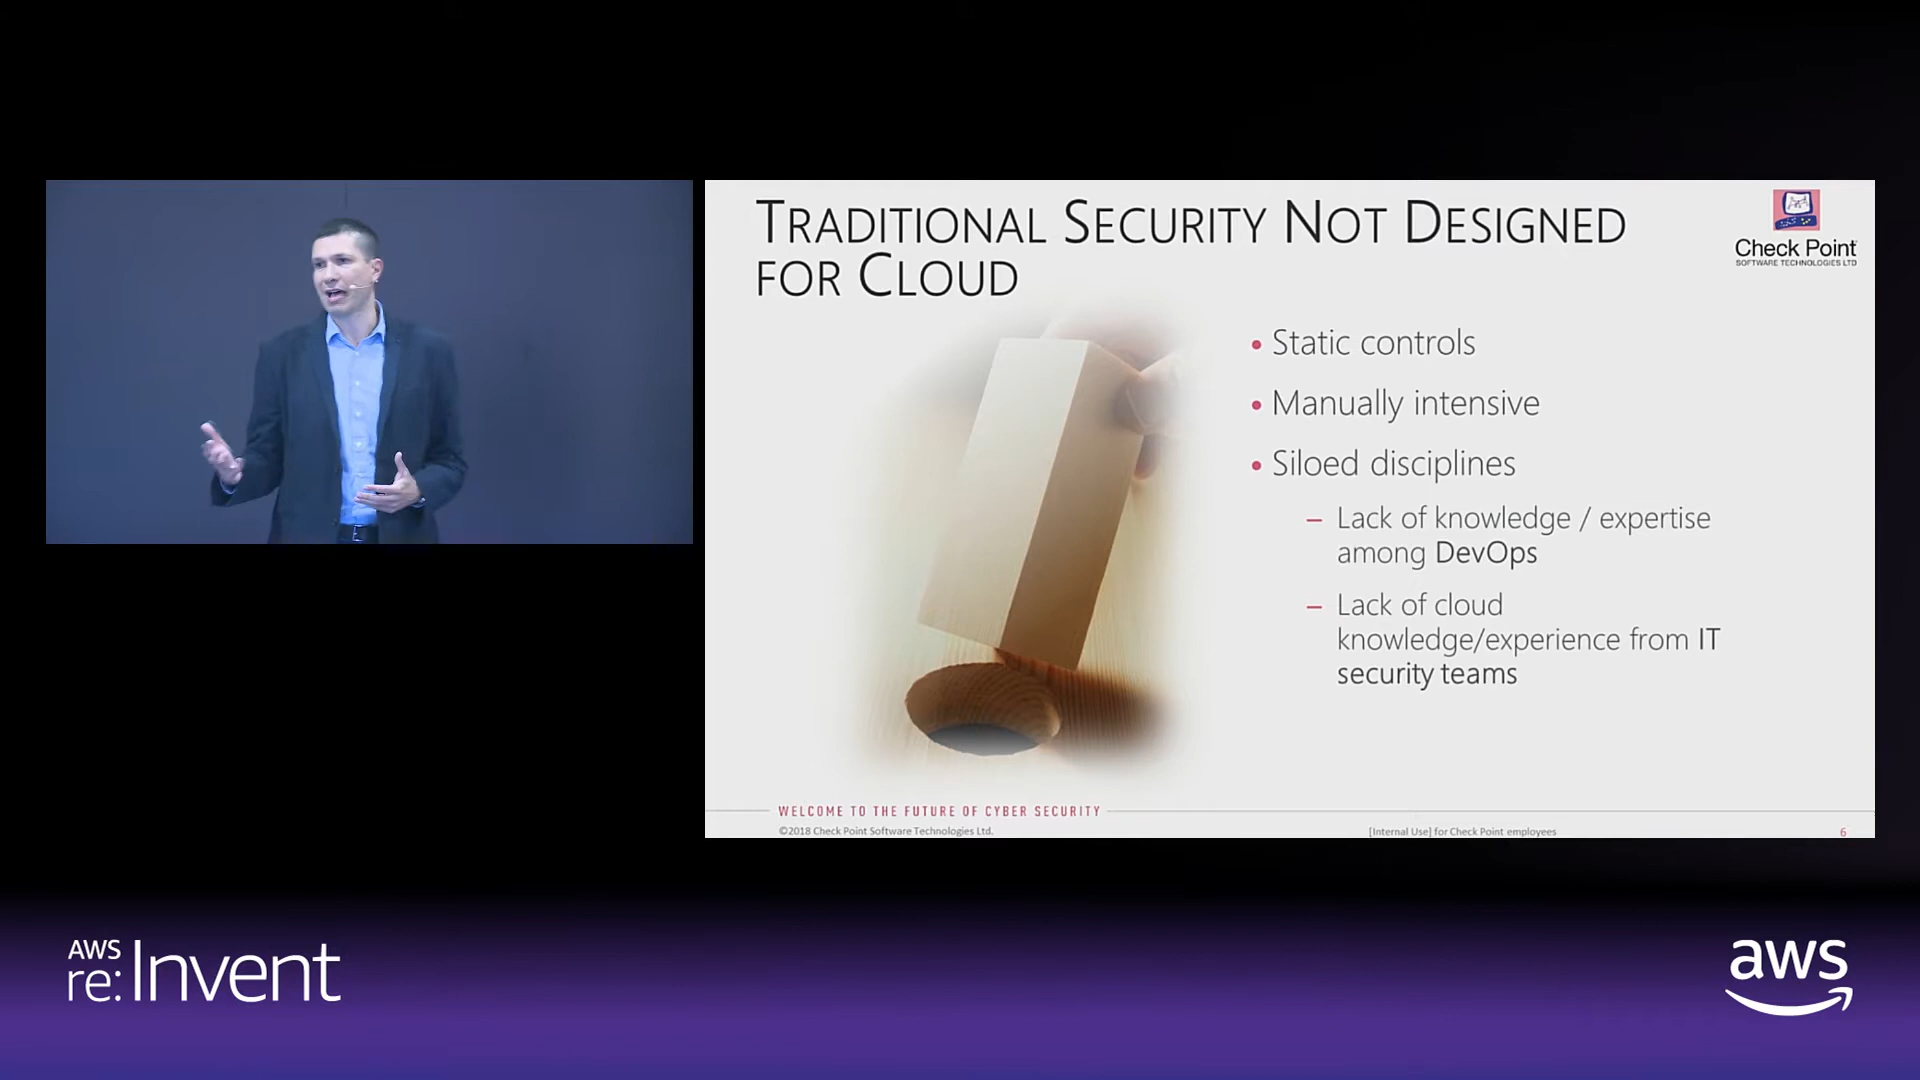 TRADITIONAL SECURITY NOT DESIGNED
FOR CLOUD
Check Point
SOFTWARE TECHNOLOGIES LTD
• Static controls
• Manually intensive
• Siloed disciplines
– Lack of knowledge / expertise
among DevOps
– Lack of cloud
knowledge/experience from IT
security teams
WELCOME TO THE FUTURE OF CYBER SECURITY
©2018 Check Point Software Technologies Ltd.
[Internal Use] for Check Point employees
6
AWS
re:Invent
aws